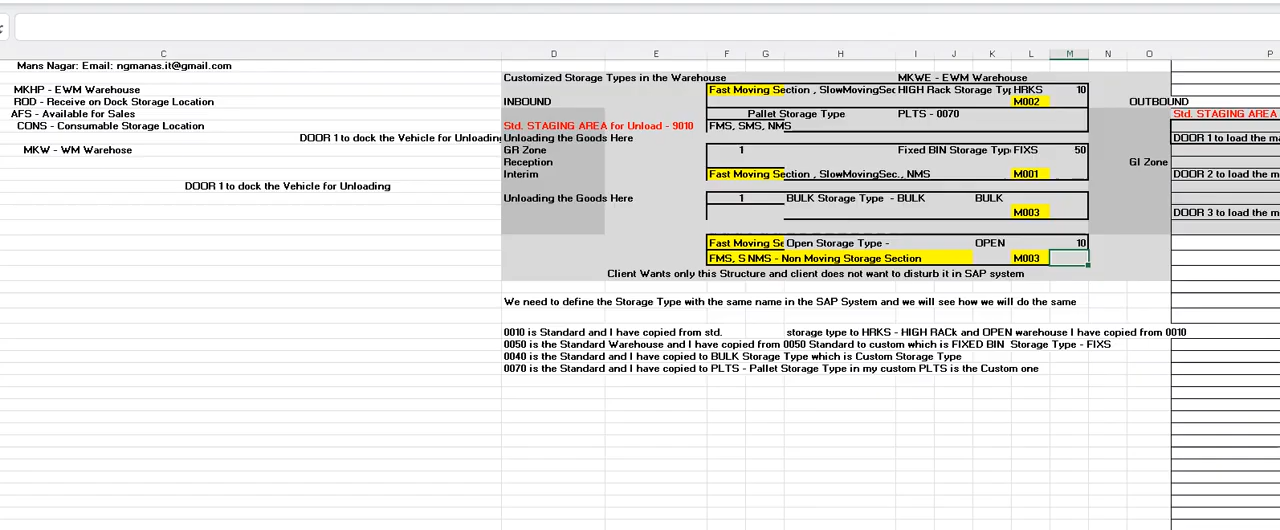 C D E F G H I J K L M N O P
Mans Nagar: Email: ngmanas.it@gmail.com
Customized Storage Types in the Warehouse MKWE - EWM Warehouse
MKHP - EWM Warehouse Fast Moving Section , SlowMovingSec HIGH Rack Storage Typ HRKS 10
ROD - Receive on Dock Storage Location INBOUND M002 OUTBOUND
AFS - Available for Sales Pallet Storage Type PLTS - 0070 Std. STAGING AREA
CONS - Consumable Storage Location Std. STAGING AREA for Unload - 9010 FMS, SMS, NMS
DOOR 1 to dock the Vehicle for Unloading Unloading the Goods Here DOOR 1 to load the ma
MKW - WM Warehose GR Zone 1 Fixed BIN Storage Typ FIXS 50
Reception GI Zone
Interim Fast Moving Section , SlowMovingSec., NMS M001 DOOR 2 to load the m
DOOR 1 to dock the Vehicle for Unloading
Unloading the Goods Here 1 BULK Storage Type - BULK BULK
M003 DOOR 3 to load the m
Fast Moving Se Open Storage Type - OPEN 10
FMS, S NMS - Non Moving Storage Section M003
Client Wants only this Structure and client does not want to disturb it in SAP system
We need to define the Storage Type with the same name in the SAP System and we will see how we will do the same
0010 is Standard and I have copied from std. storage type to HRKS - HIGH RACk and OPEN warehouse I have copied from 0010
0050 is the Standard Warehouse and I have copied from 0050 Standard to custom which is FIXED BIN Storage Type - FIXS
0040 is the Standard and I have copied to BULK Storage Type which is Custom Storage Type
0070 is the Standard and I have copied to PLTS - Pallet Storage Type in my custom PLTS is the Custom one